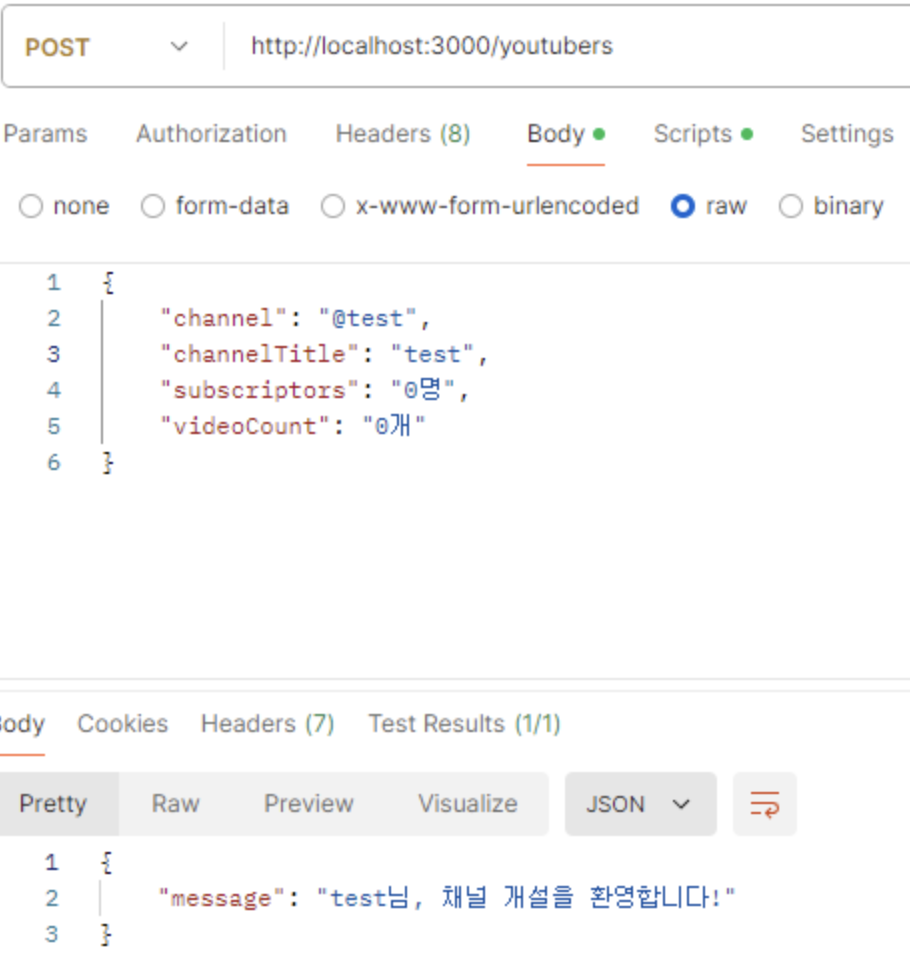 POST http://localhost:3000/youtubers
Params Authorization Headers (8) Body Scripts Settings
none form-data x-www-form-urlencoded raw binary
1 {
2 "channel": "@test",
3 "channelTitle": "test",
4 "subscriptors": "0명",
5 "videoCount": "0개"
6 }
Body Cookies Headers (7) Test Results (1/1)
Pretty Raw Preview Visualize JSON
1 {
2 "message": "test님, 채널 개설을 환영합니다!"
3 }